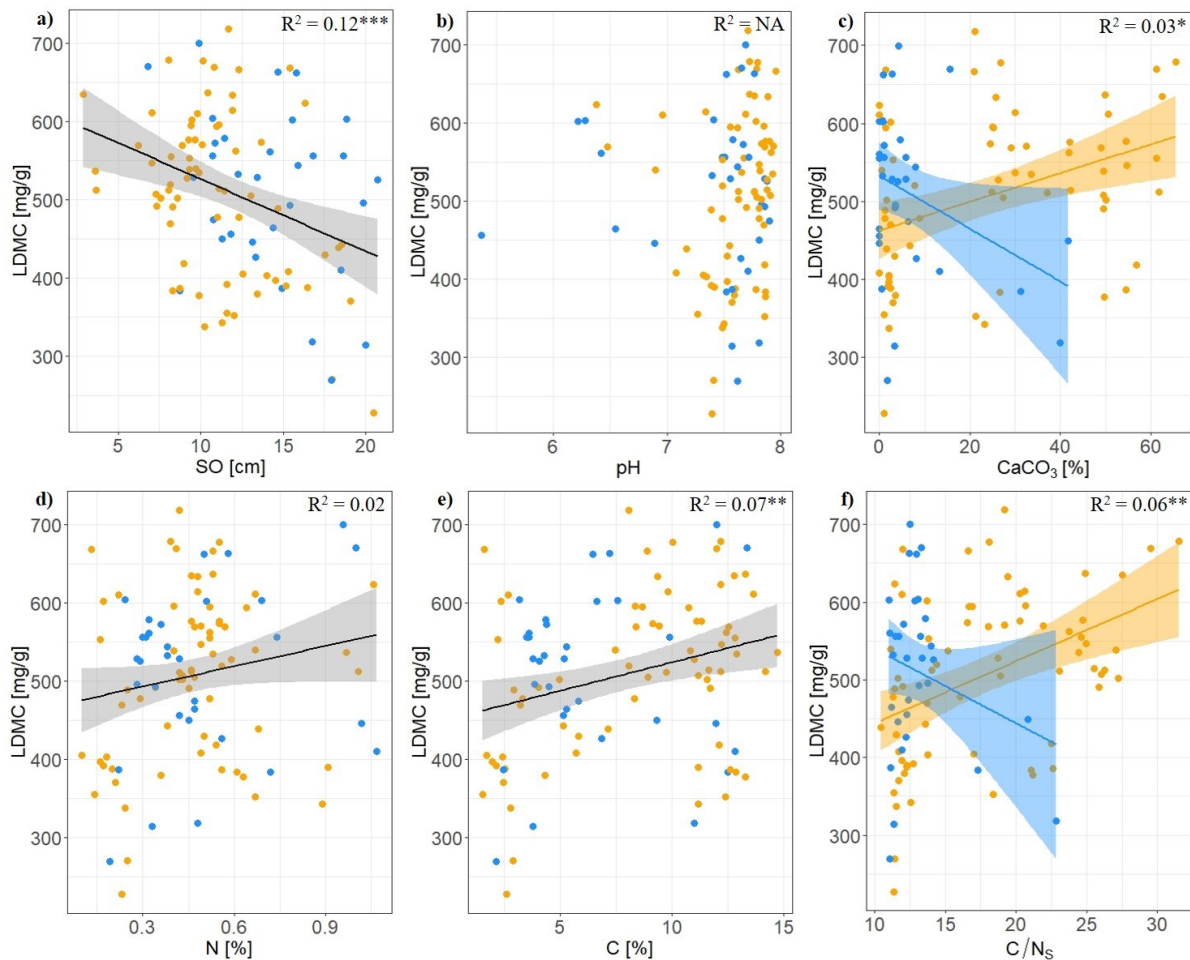 a)
R² = 0.12***
LDMC [mg/g]
700
600
500
400
300
5
10
15
20
SO [cm]
b)
R² = NA
LDMC [mg/g]
700
600
500
400
300
6
7
8
pH
c)
R² = 0.03*
LDMC [mg/g]
700
600
500
400
300
0
20
40
60
CaCO₃ [%]
d)
R² = 0.02
LDMC [mg/g]
700
600
500
400
300
0.3
0.6
0.9
N [%]
e)
R² = 0.07**
LDMC [mg/g]
700
600
500
400
300
5
10
15
C [%]
f)
R² = 0.06**
LDMC [mg/g]
700
600
500
400
300
10
15
20
25
30
C/Nₛ